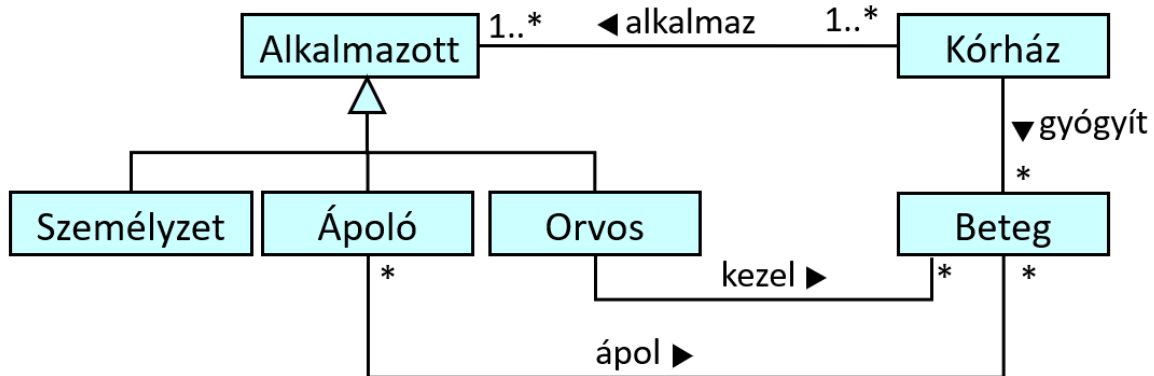 Alkalmazott 1..* ◀ alkalmaz 1..* Kórház
▼ gyógyít
*
Személyzet Ápoló Orvos Beteg
* kezel ▶ * *
ápol ▶